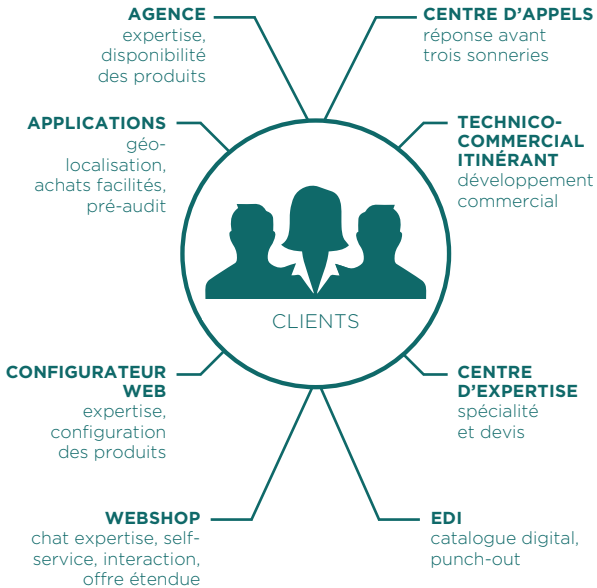 AGENCE
expertise,
disponibilité
des produits
CENTRE D’APPELS
réponse avant
trois sonneries
APPLICATIONS
géo-
localisation,
achats facilités,
pré-audit
TECHNICO-
COMMERCIAL
ITINÉRANT
développement
commercial
CLIENTS
CONFIGURATEUR
WEB
expertise,
configuration
des produits
CENTRE
D’EXPERTISE
spécialité
et devis
WEBSHOP
chat expertise, self-
service, interaction,
offre étendue
EDI
catalogue digital,
punch-out